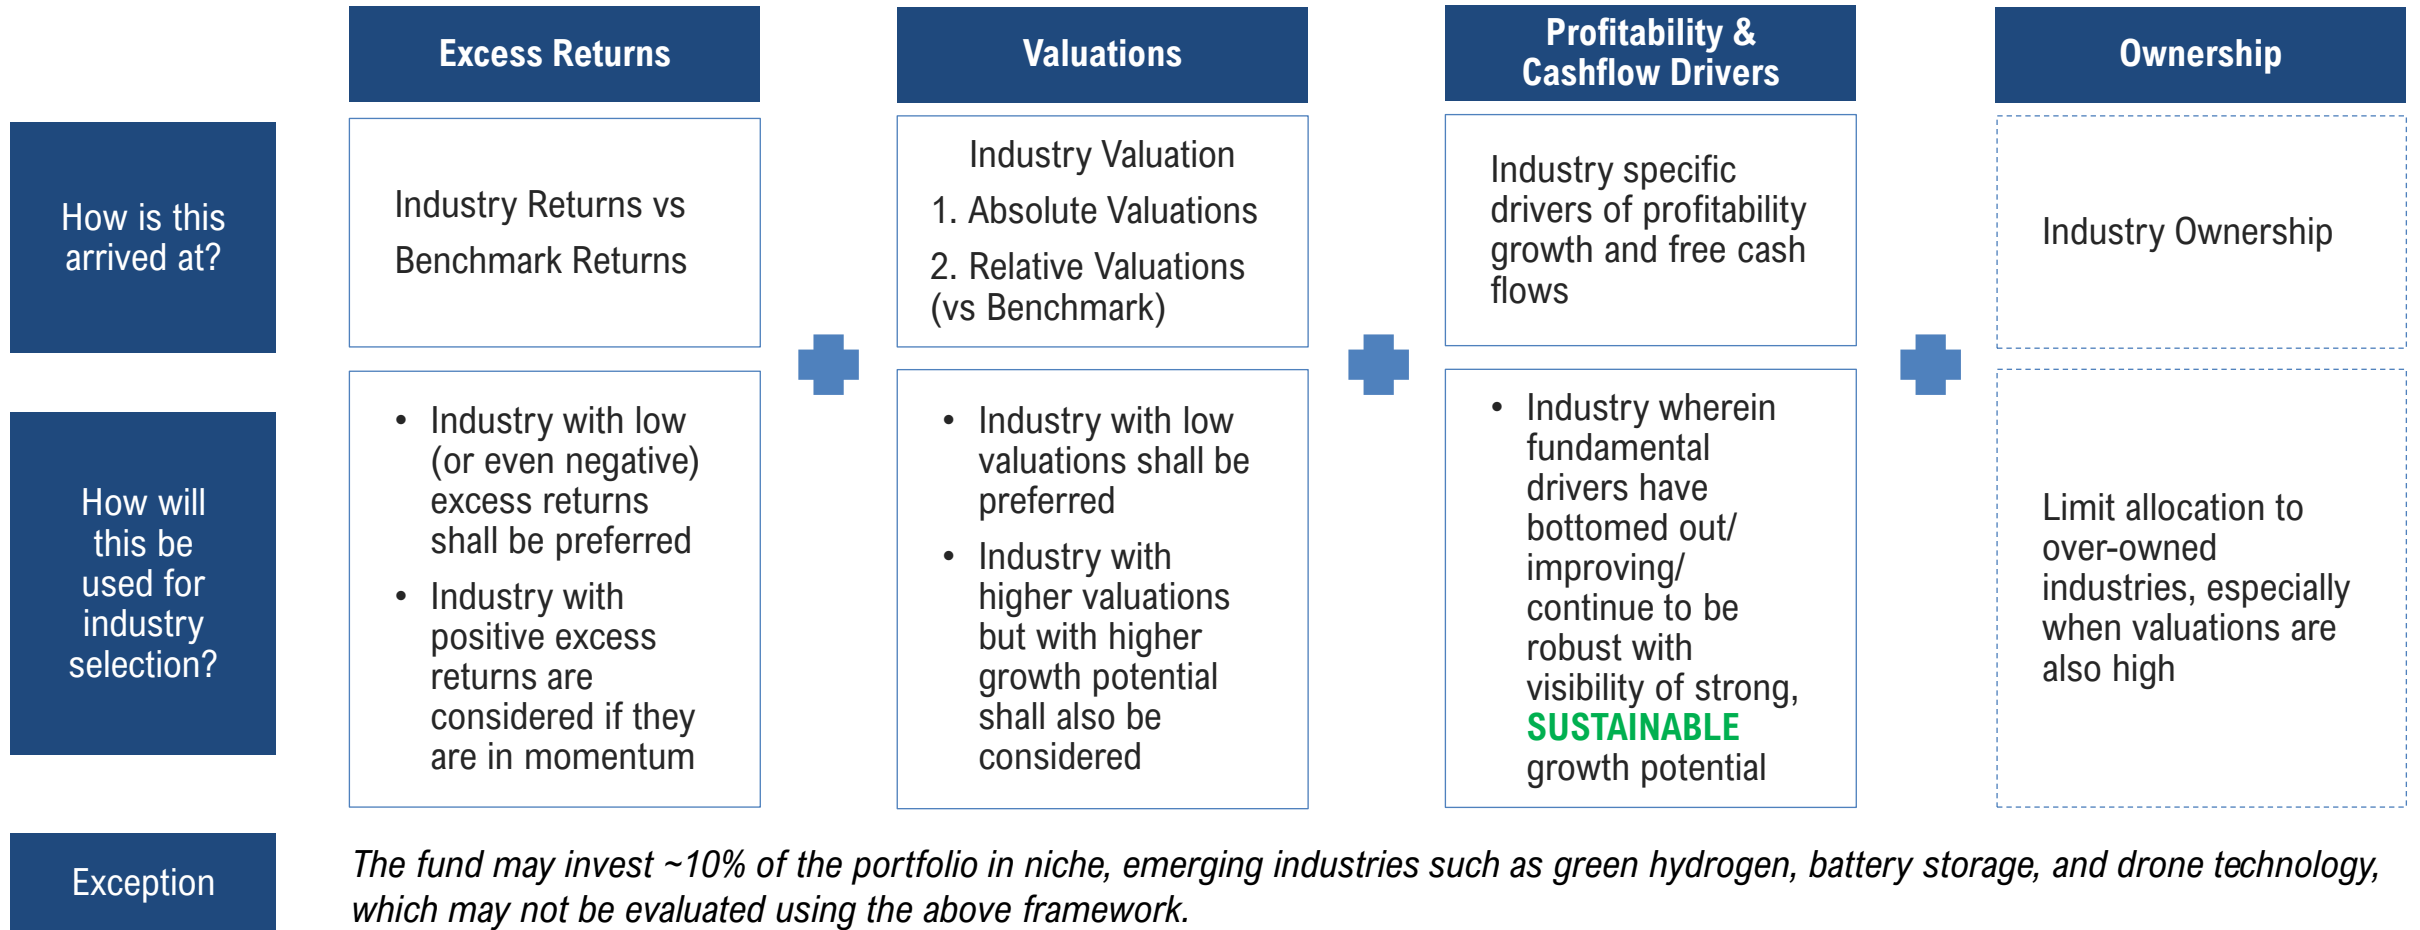 Excess Returns
Valuations
Profitability &
Cashflow Drivers
Ownership
How is this
arrived at?
Industry Returns vs
Benchmark Returns
Industry Valuation
1. Absolute Valuations
2. Relative Valuations
(vs Benchmark)
Industry specific
drivers of profitability
growth and free cash
flows
Industry Ownership
How will
this be
used for
industry
selection?
• Industry with low
(or even negative)
excess returns
shall be preferred
• Industry with
positive excess
returns are
considered if they
are in momentum
• Industry with low
valuations shall be
preferred
• Industry with
higher valuations
but with higher
growth potential
shall also be
considered
• Industry wherein
fundamental
drivers have
bottomed out/
improving/
continue to be
robust with
visibility of strong,
SUSTAINABLE
growth potential
Limit allocation to
over-owned
industries, especially
when valuations are
also high
Exception
The fund may invest ~10% of the portfolio in niche, emerging industries such as green hydrogen, battery storage, and drone technology,
which may not be evaluated using the above framework.